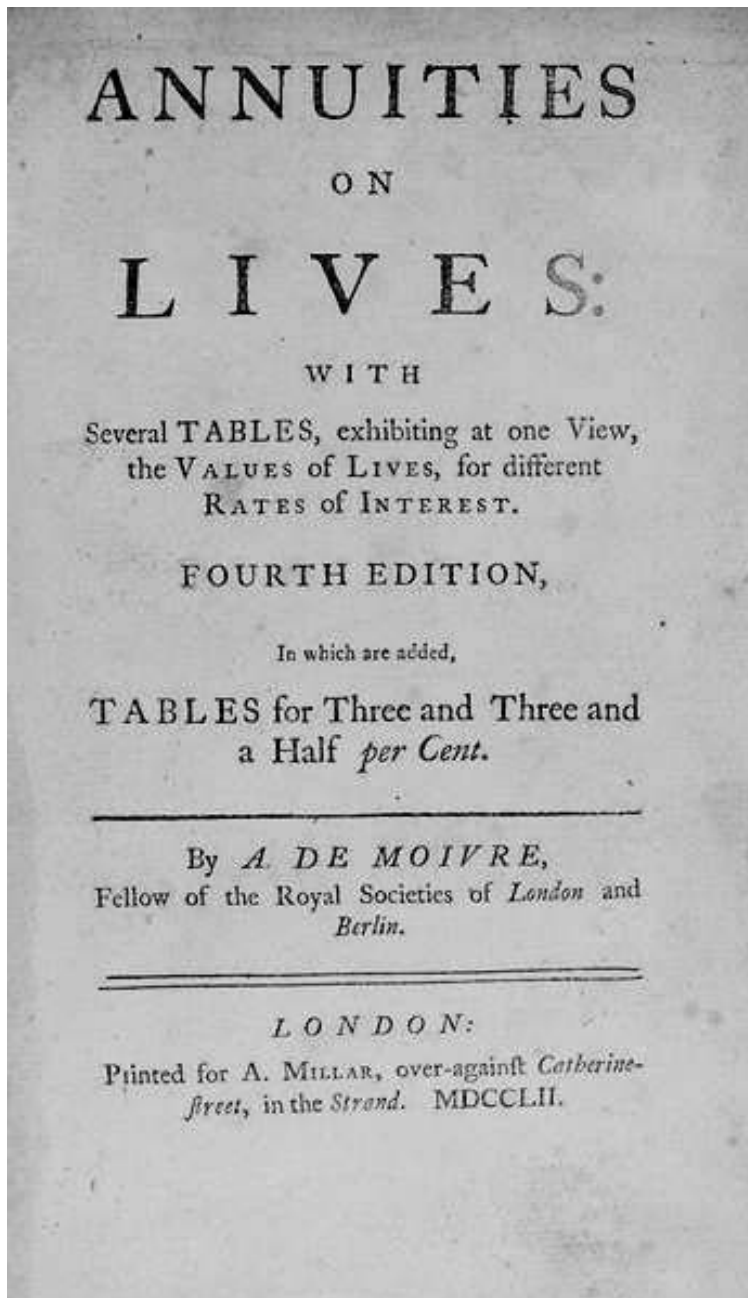 ANNUITIES
ON
LIVES:
WITH
Several TABLES, exhibiting at one View,
the VALUES of LIVES, for different
RATES of INTEREST.
FOURTH EDITION,
In which are added,
TABLES for Three and Three and
a Half per Cent.
By A. DE MOIVRE,
Fellow of the Royal Societies of London and
Berlin.
LONDON:
Printed for A. MILLAR, over-againſt Catherine-
ſtreet, in the Strand. MDCCLII.